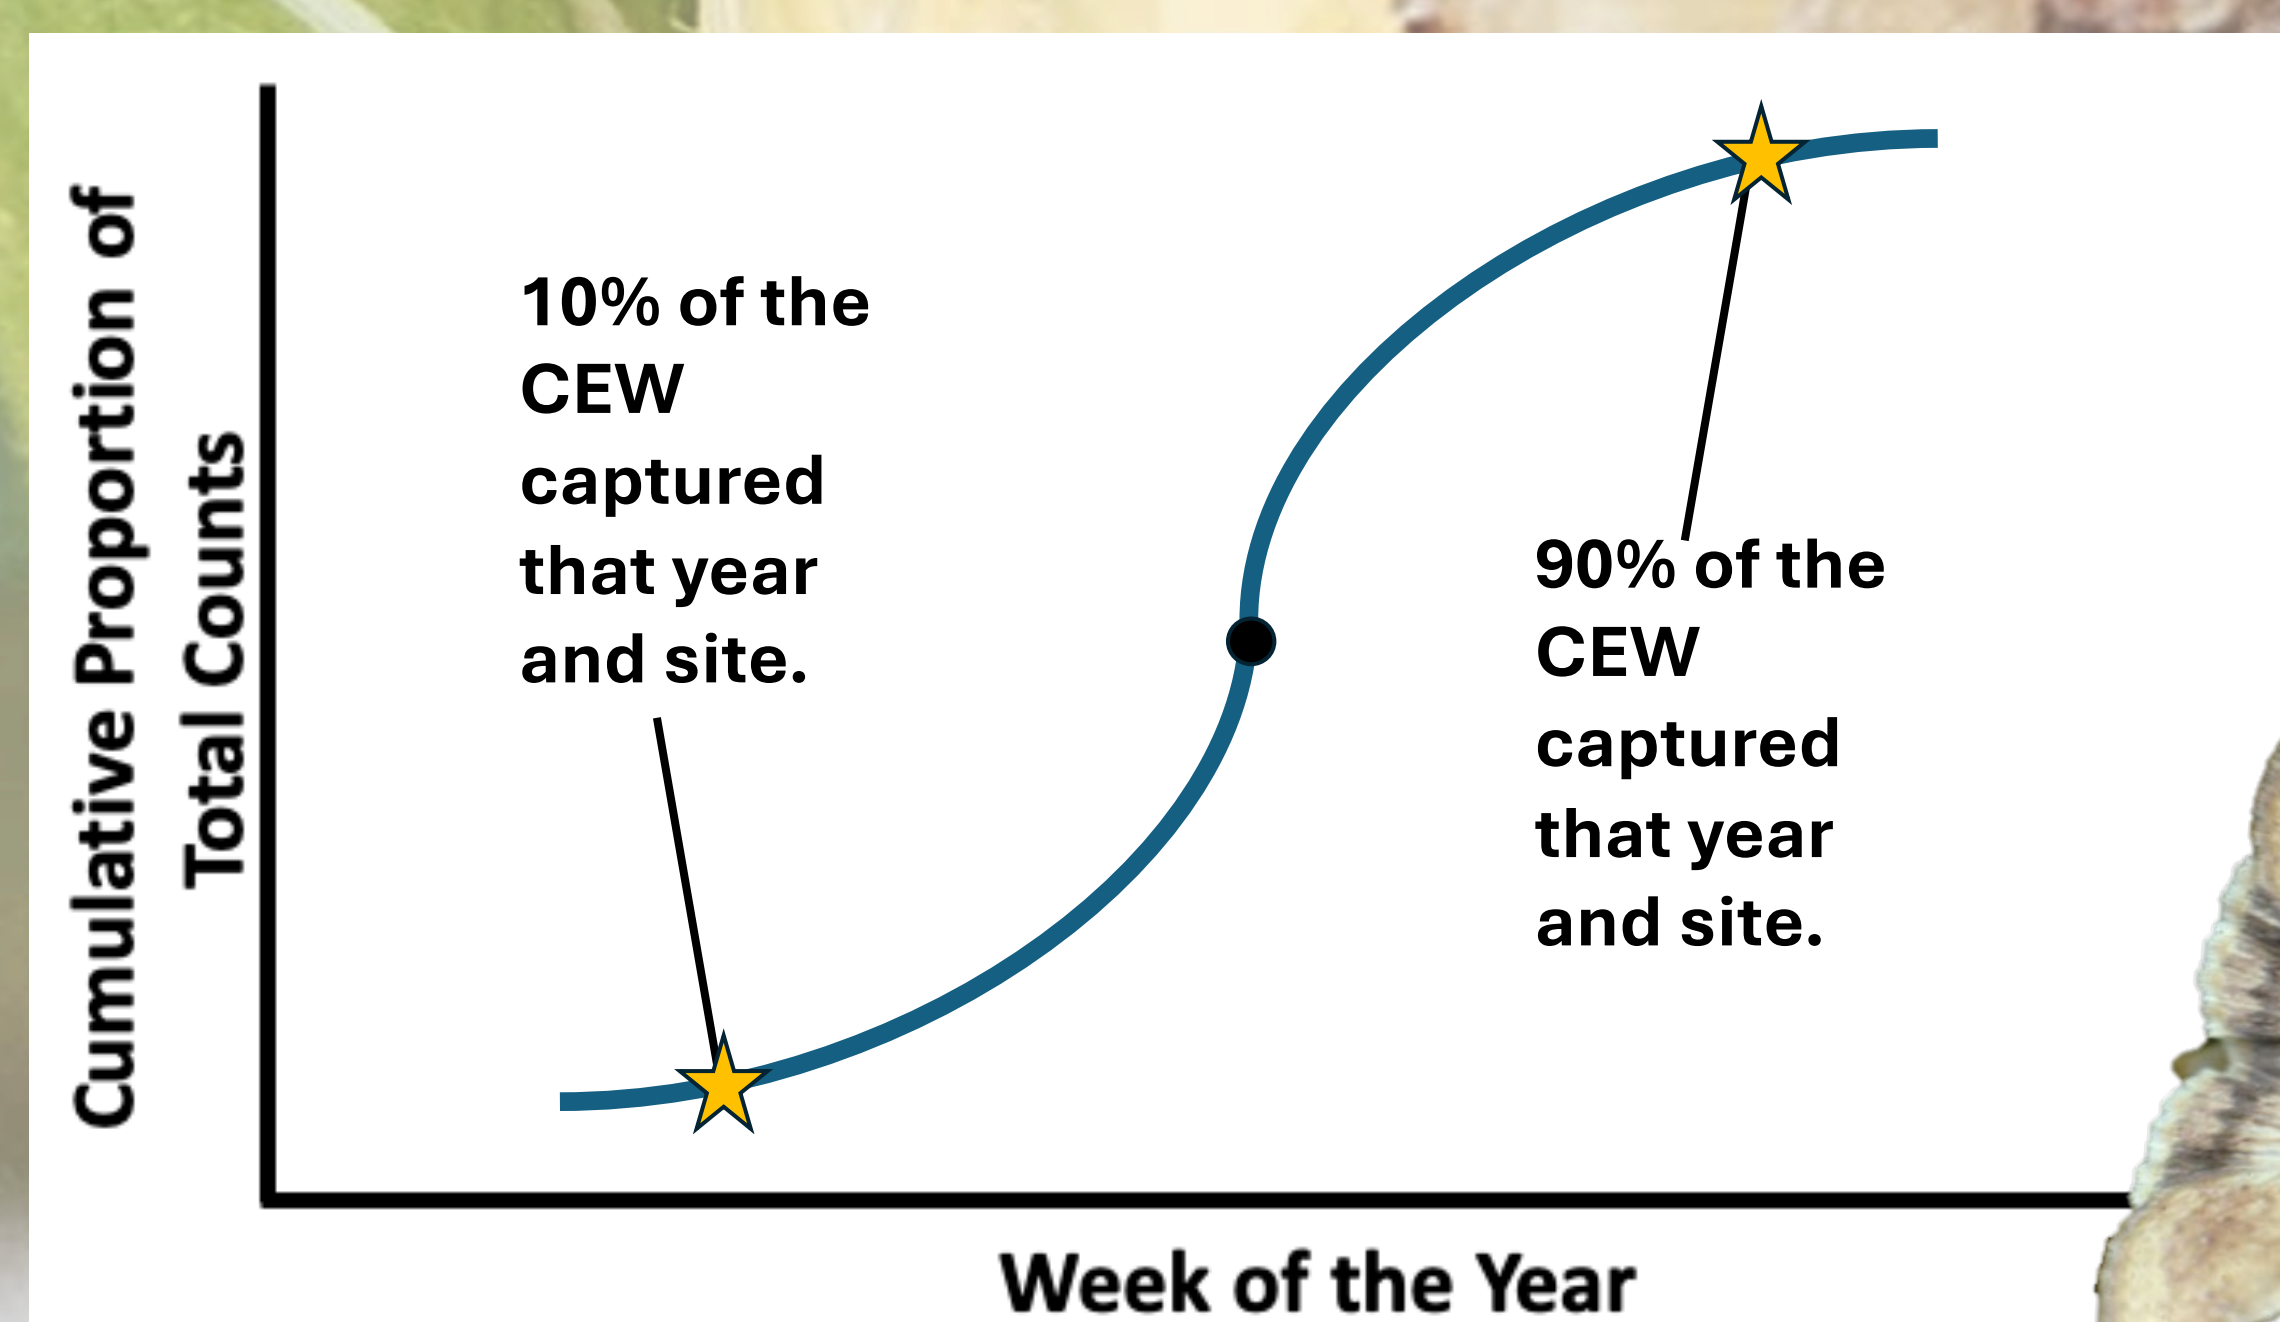 Cumulative Proportion of
Total Counts
10% of the
CEW
captured
that year
and site.
90% of the
CEW
captured
that year
and site.
Week of the Year